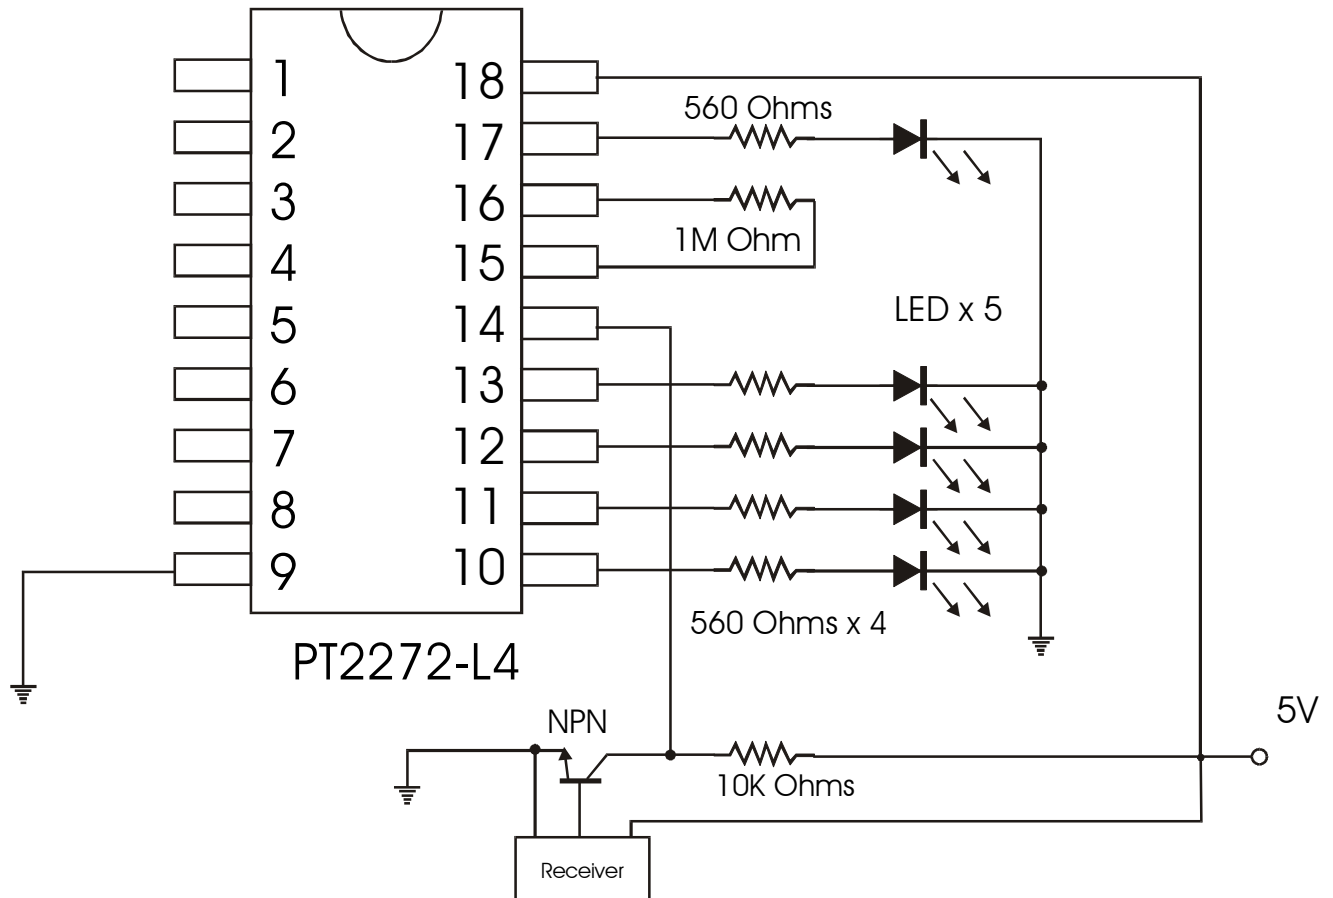 1 18
560 Ohms
2 17
3 16
1M Ohm
4 15
LED x 5
5 14
6 13
7 12
8 11
9 10
560 Ohms x 4
PT2272-L4
5V
NPN
10K Ohms
Receiver